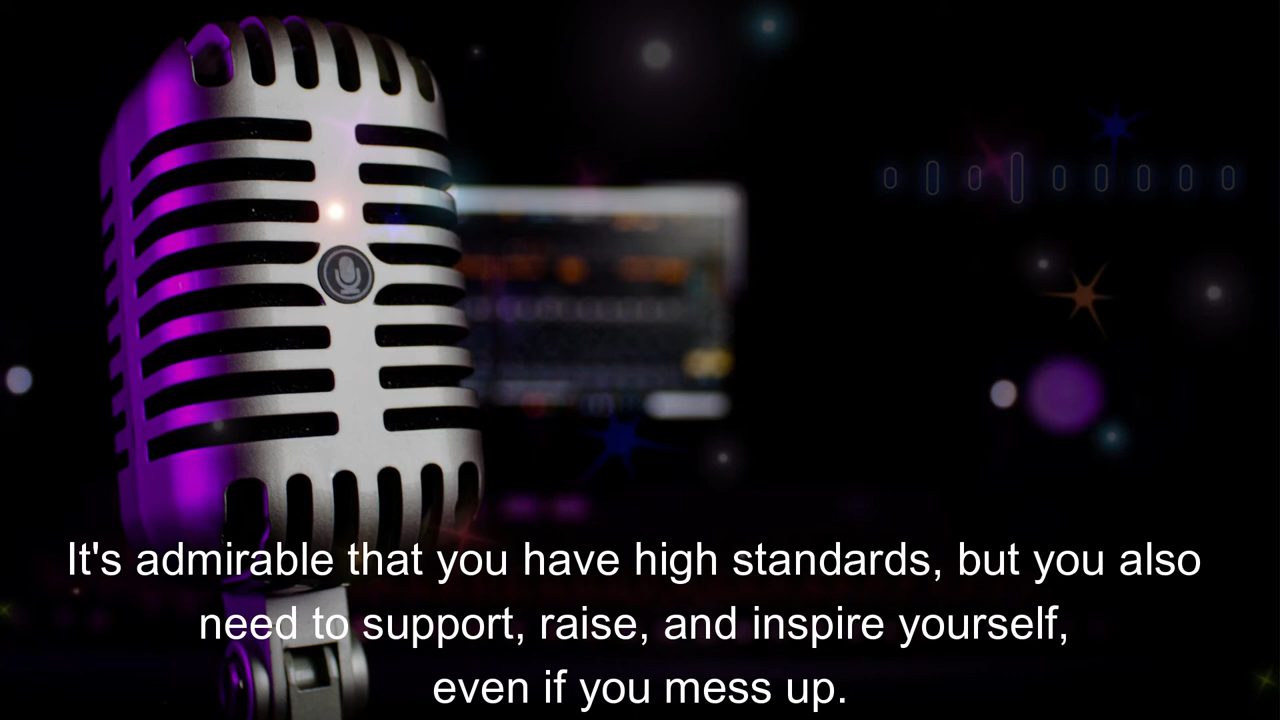 It's admirable that you have high standards, but you also
need to support, raise, and inspire yourself,
even if you mess up.